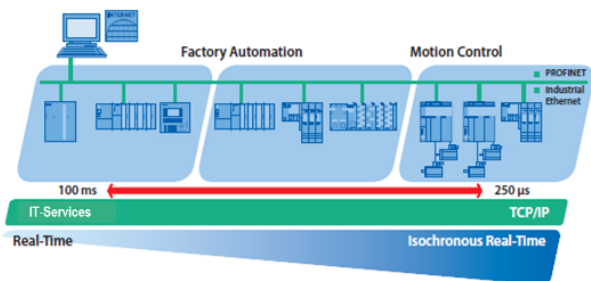 INTERNET
Factory Automation
Motion Control
PROFINET
Industrial
Ethernet
100 ms
250 µs
IT-Services
TCP/IP
Real-Time
Isochronous Real-Time